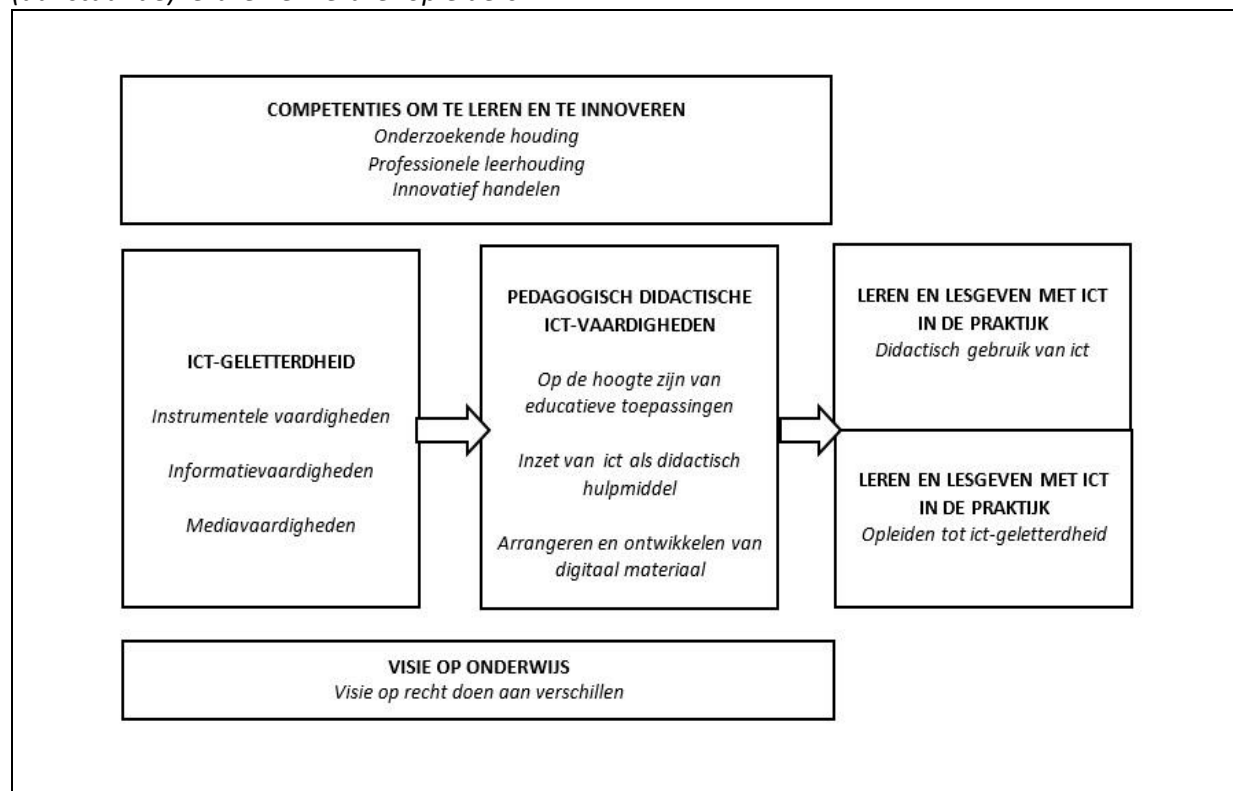 COMPETENTIES OM TE LEREN EN TE INNOVEREN
Onderzoekende houding
Professionele leerhouding
Innovatief handelen
ICT-GELETTERDHEID
Instrumentele vaardigheden
Informatievaardigheden
Mediavaardigheden
PEDAGOGISCH DIDACTISCHE
ICT-VAARDIGHEDEN
Op de hoogte zijn van
educatieve toepassingen
Inzet van ict als didactisch
hulpmiddel
Arrangeren en ontwikkelen van
digitaal materiaal
LEREN EN LESGEVEN MET ICT
IN DE PRAKTIJK
Didactisch gebruik van ict
LEREN EN LESGEVEN MET ICT
IN DE PRAKTIJK
Opleiden tot ict-geletterdheid
VISIE OP ONDERWIJS
Visie op recht doen aan verschillen